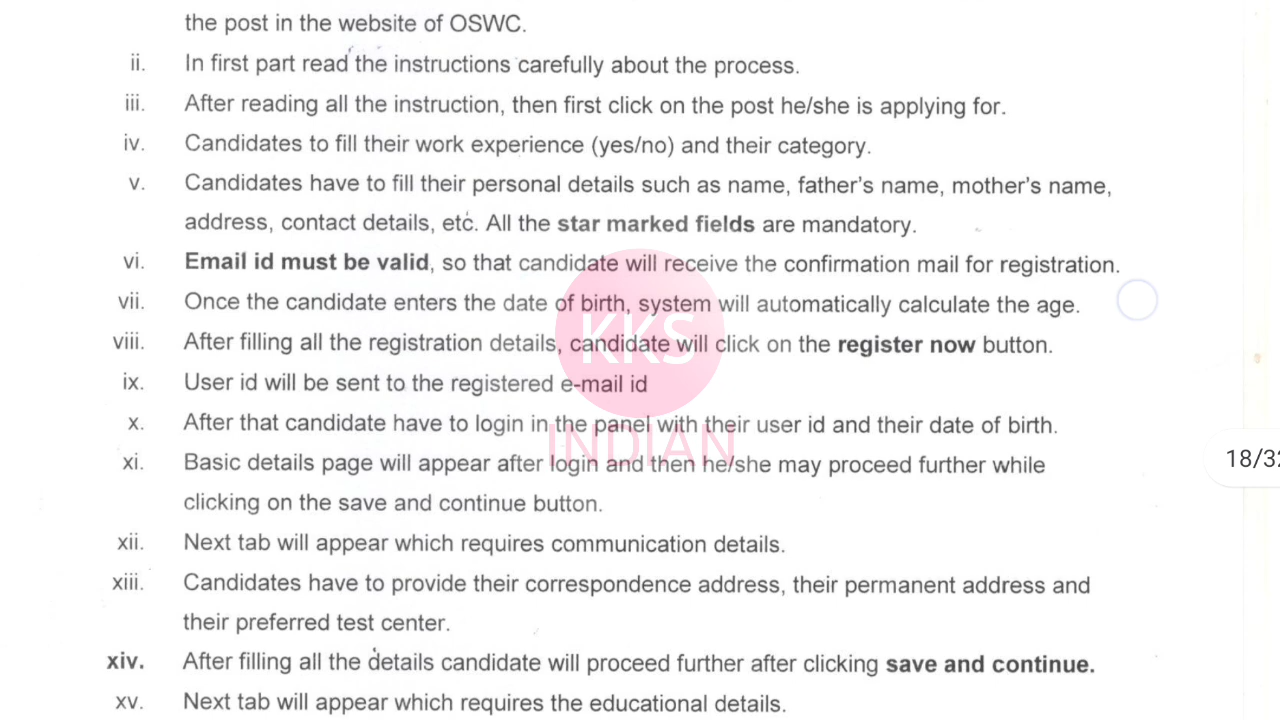 the post in the website of OSWC.
ii. In first part read the instructions carefully about the process.
iii. After reading all the instruction, then first click on the post he/she is applying for.
iv. Candidates to fill their work experience (yes/no) and their category.
v. Candidates have to fill their personal details such as name, father's name, mother's name,
address, contact details, etc. All the star marked fields are mandatory.
vi. Email id must be valid, so that candidate will receive the confirmation mail for registration.
vii. Once the candidate enters the date of birth, system will automatically calculate the age.
viii. After filling all the registration details, candidate will click on the register now button.
KKS
ix. User id will be sent to the registered e-mail id
x. After that candidate have to login in the panel with their user id and their date of birth.
INDIAN
xi. Basic details page will appear after login and then he/she may proceed further while
18/32
clicking on the save and continue button.
xii. Next tab will appear which requires communication details.
xiii. Candidates have to provide their correspondence address, their permanent address and
their preferred test center.
xiv. After filling all the details candidate will proceed further after clicking save and continue.
xv. Next tab will appear which requires the educational details.